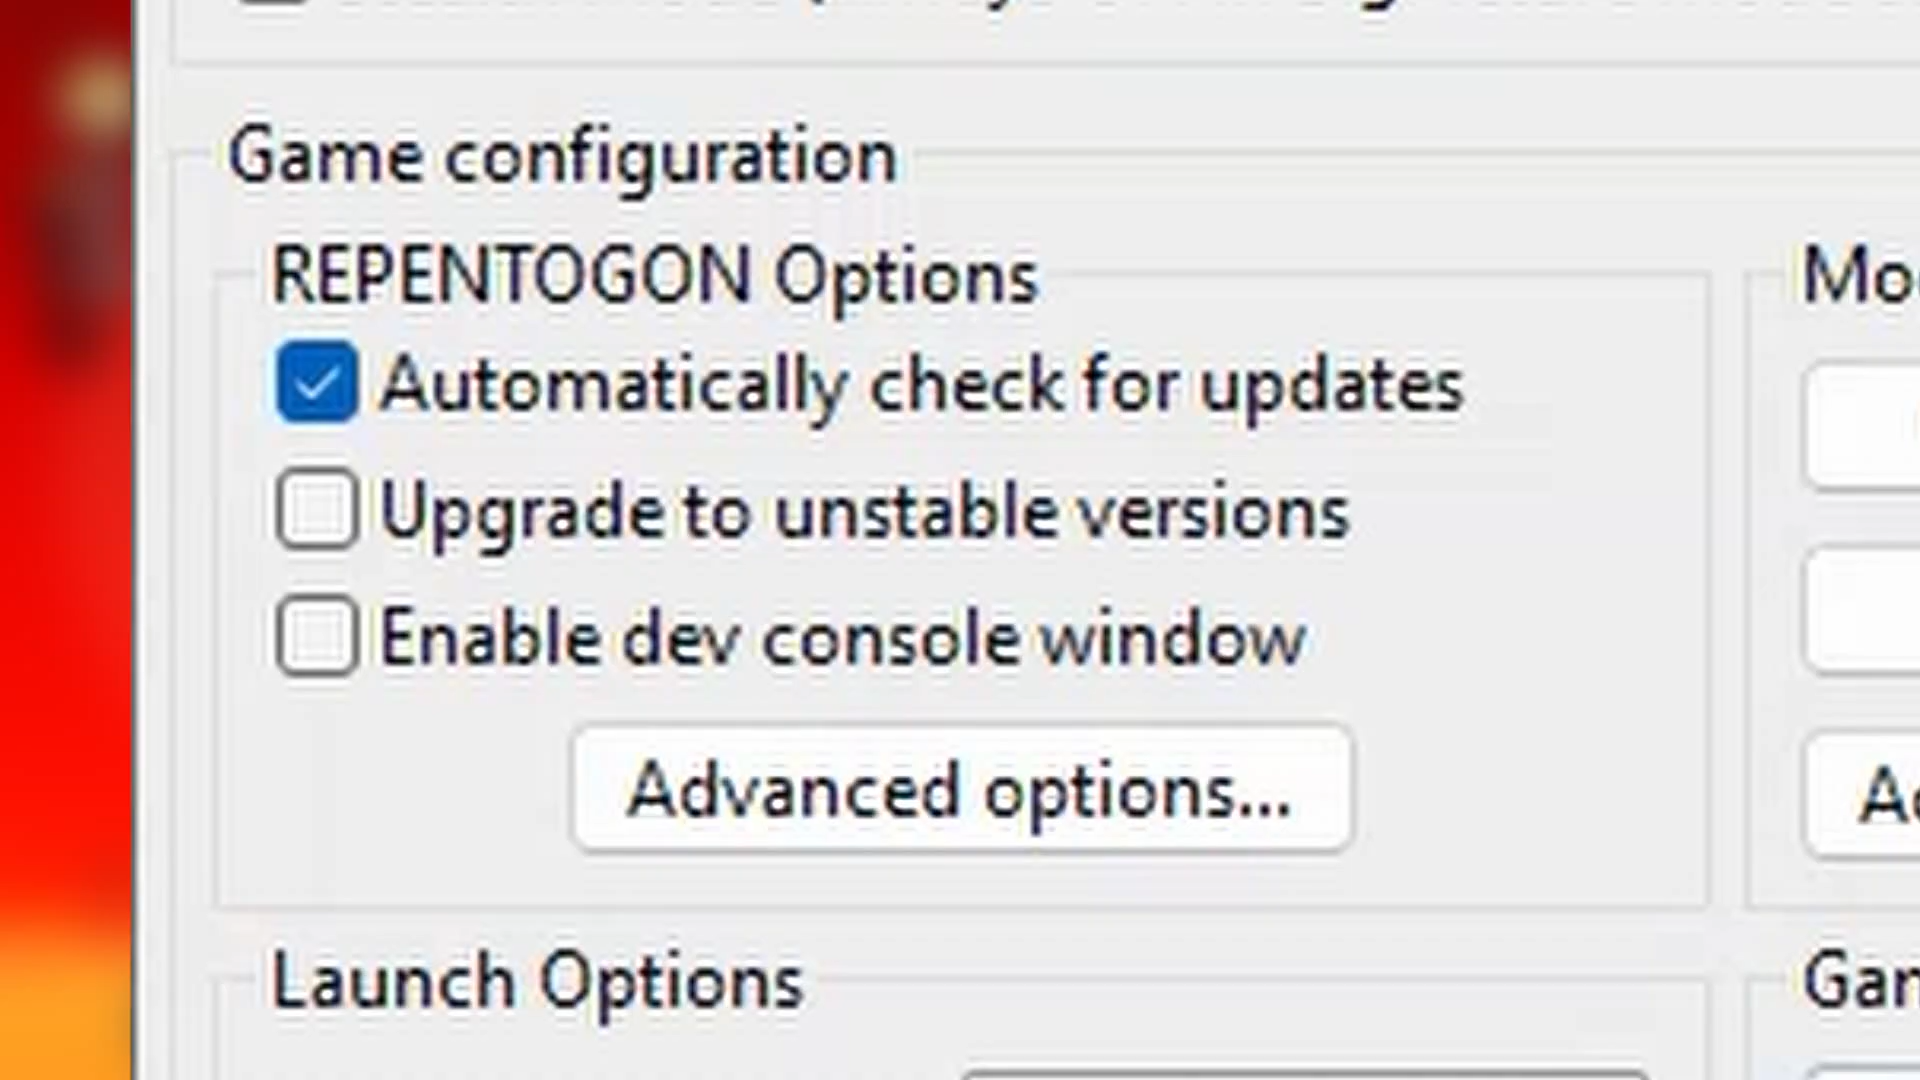 Game configuration
REPENTOGON Options
Automatically check for updates
Upgrade to unstable versions
Enable dev console window
Advanced options...
Launch Options